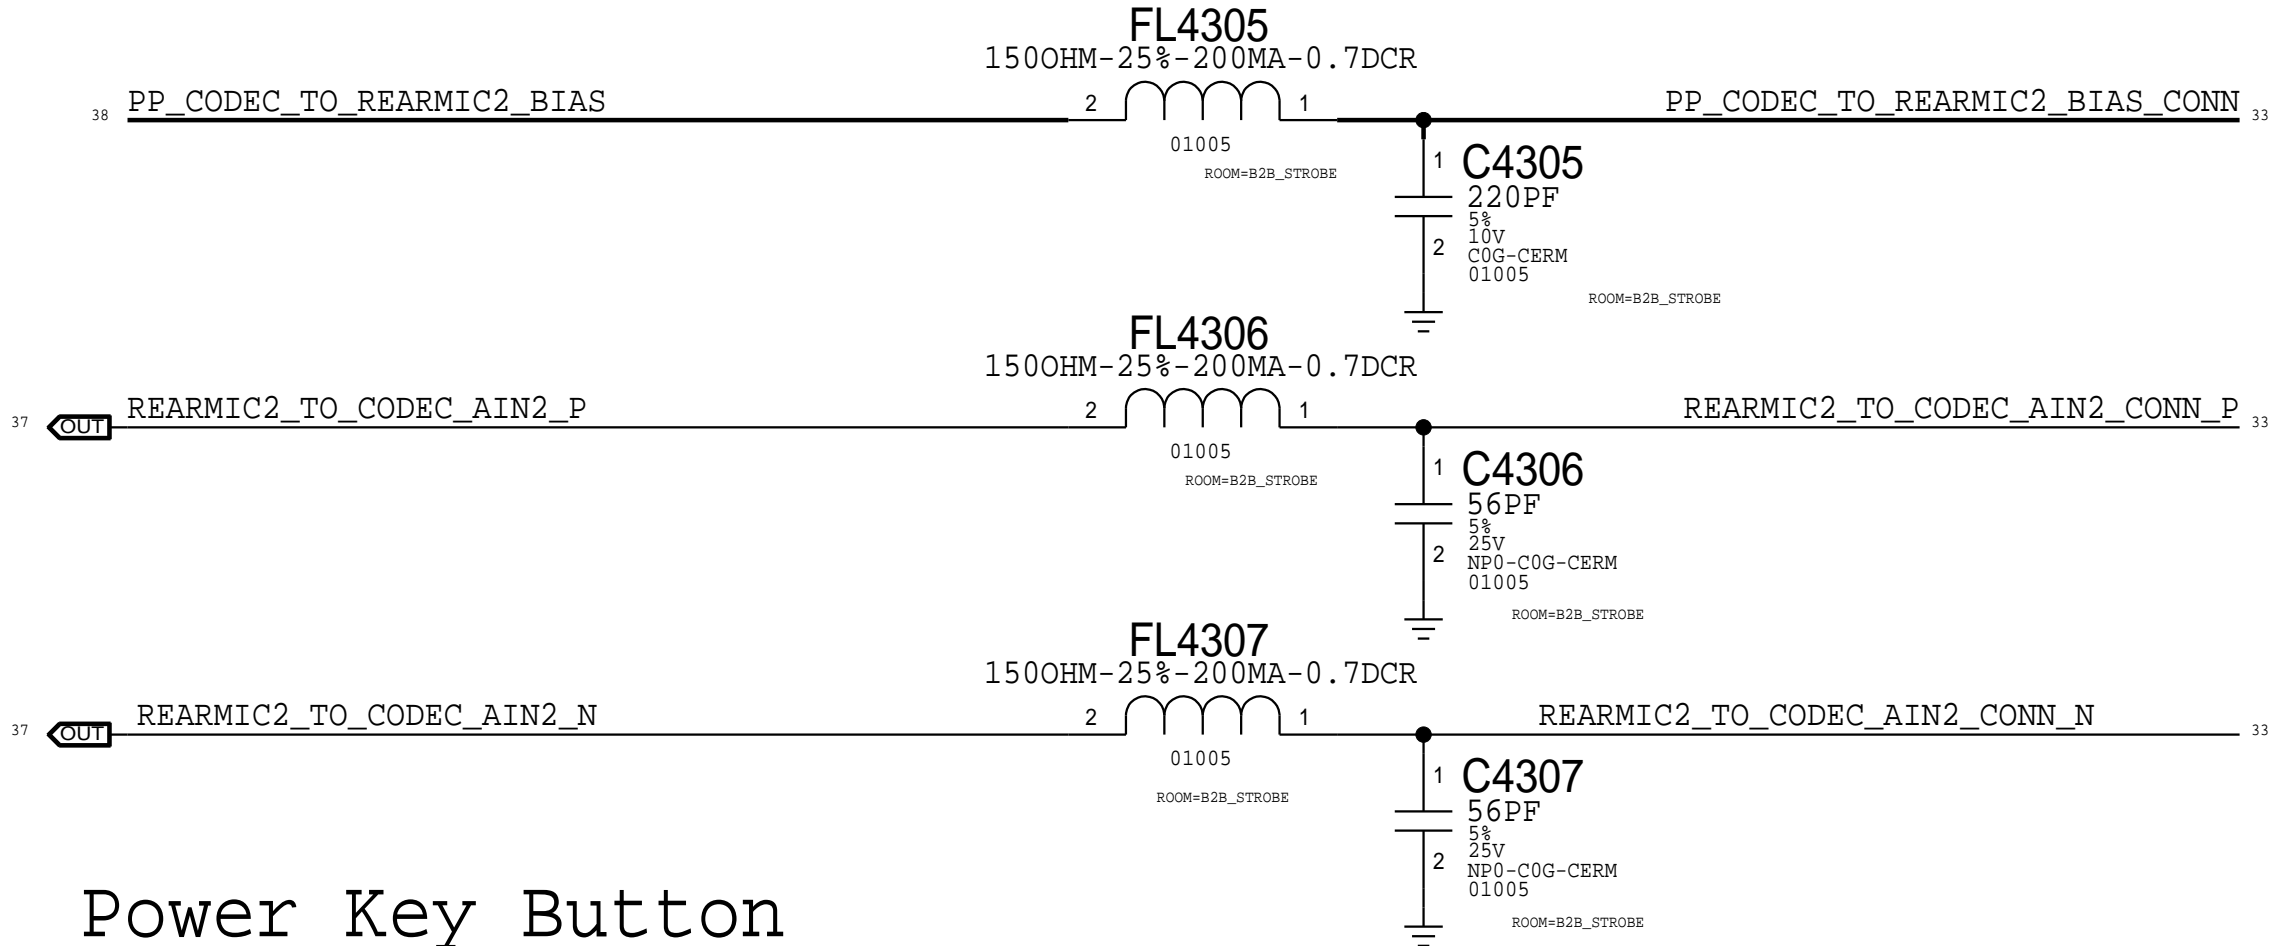 FL4305
150OHM-25%-200MA-0.7DCR
38 PP_CODEC_TO_REARMIC2_BIAS 2 1 PP_CODEC_TO_REARMIC2_BIAS_CONN 33
01005
ROOM=B2B_STROBE
1 C4305
220PF
5%
10V
2 C0G-CERM
01005
ROOM=B2B_STROBE
FL4306
150OHM-25%-200MA-0.7DCR
37 OUT REARMIC2_TO_CODEC_AIN2_P 2 1 REARMIC2_TO_CODEC_AIN2_CONN_P 33
01005
ROOM=B2B_STROBE
1 C4306
56PF
5%
25V
2 NP0-C0G-CERM
01005
ROOM=B2B_STROBE
FL4307
150OHM-25%-200MA-0.7DCR
37 OUT REARMIC2_TO_CODEC_AIN2_N 2 1 REARMIC2_TO_CODEC_AIN2_CONN_N 33
01005
ROOM=B2B_STROBE
1 C4307
56PF
5%
25V
2 NP0-C0G-CERM
01005
ROOM=B2B_STROBE
Power Key Button